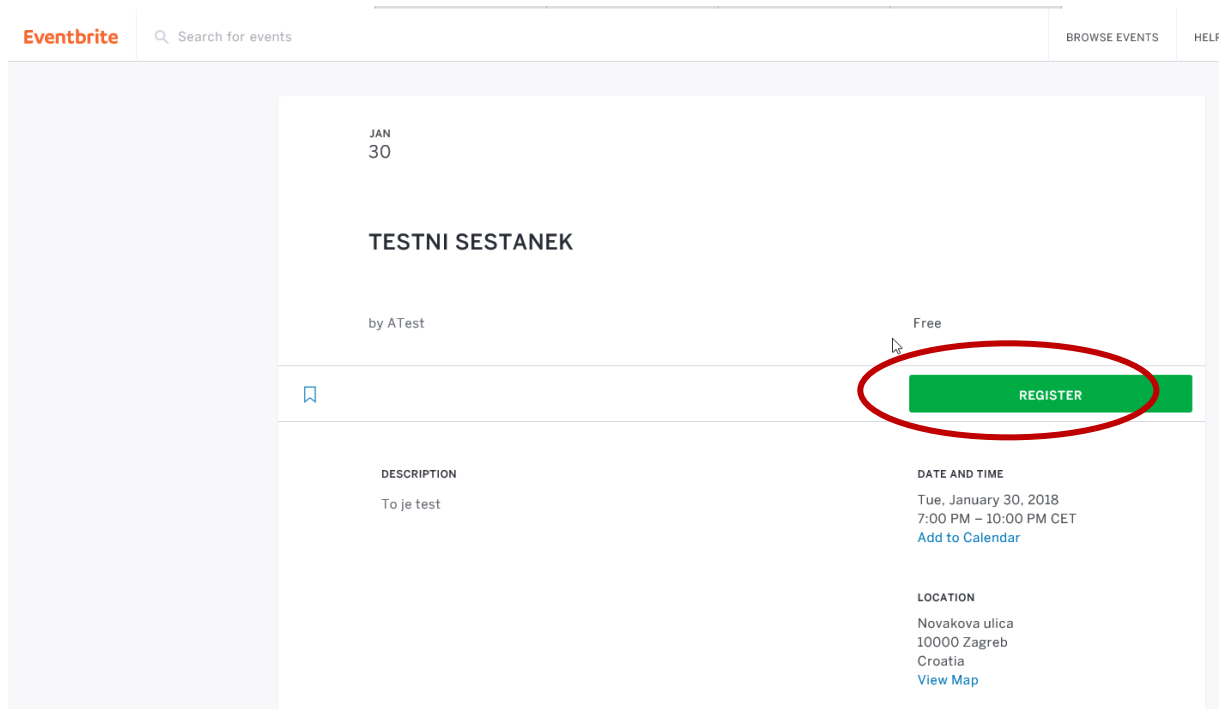 Eventbrite
Search for events
BROWSE EVENTS
HELP
JAN
30
TESTNI SESTANEK
by ATest
Free
REGISTER
DESCRIPTION
To je test
DATE AND TIME
Tue, January 30, 2018
7:00 PM – 10:00 PM CET
Add to Calendar
LOCATION
Novakova ulica
10000 Zagreb
Croatia
View Map